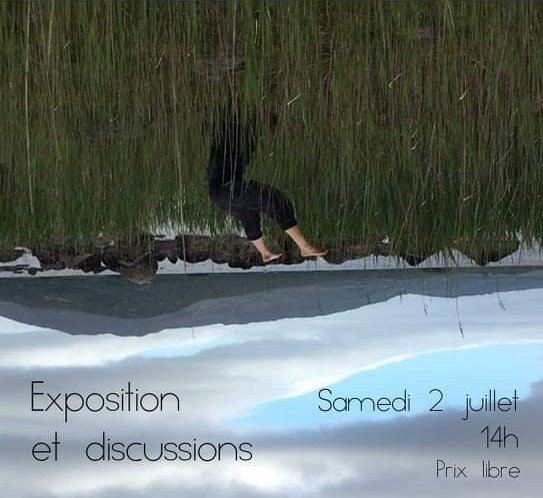 Exposition
et discussions
Samedi 2 juillet
14h
Prix libre